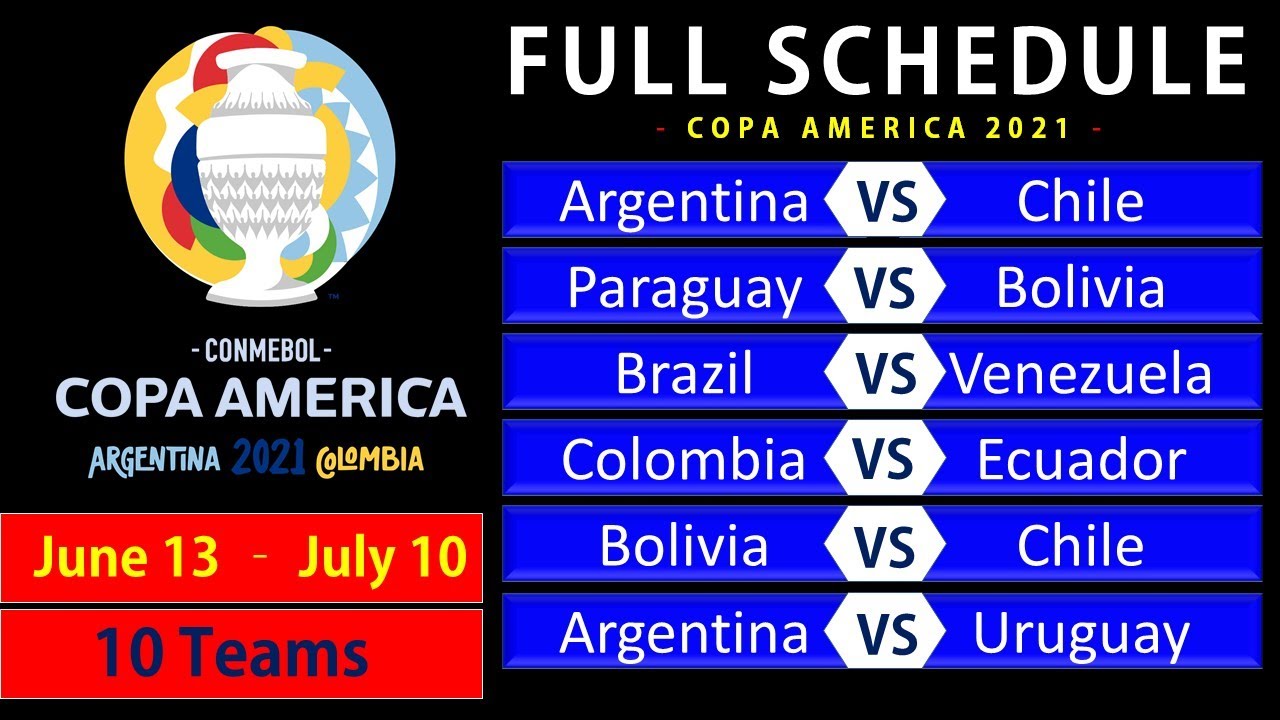 FULL SCHEDULE
- COPA AMERICA 2021 -
TM
- CONMEBOL -
COPA AMERICA
ARGENTINA 2021 COLOMBIA
June 13 - July 10
10 Teams
Argentina VS Chile
Paraguay VS Bolivia
Brazil VS Venezuela
Colombia VS Ecuador
Bolivia VS Chile
Argentina VS Uruguay